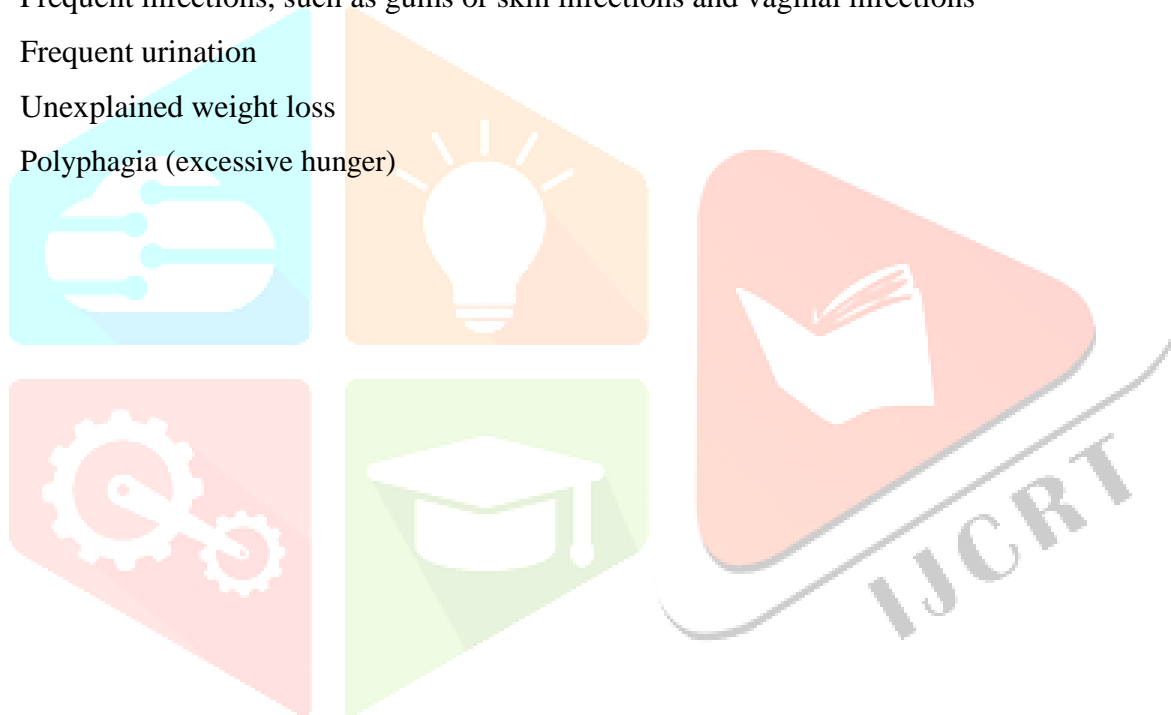 Frequent infections, such as gums or skin infections and vaginal infections
Frequent urination
Unexplained weight loss
Polyphagia (excessive hunger)
IJCRT